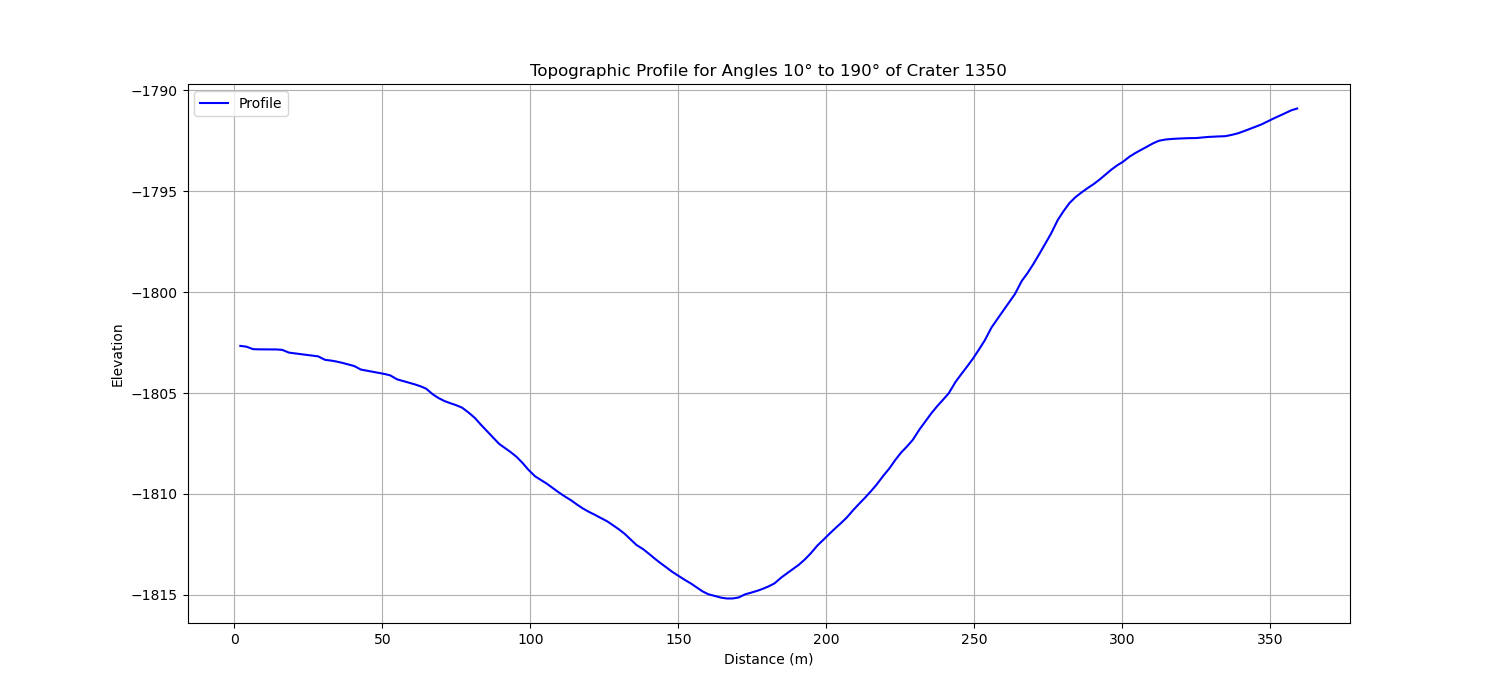 Topographic Profile for Angles 10° to 190° of Crater 1350
Profile
−1790
−1795
−1800
−1805
−1810
−1815
Elevation
0 50 100 150 200 250 300 350
Distance (m)